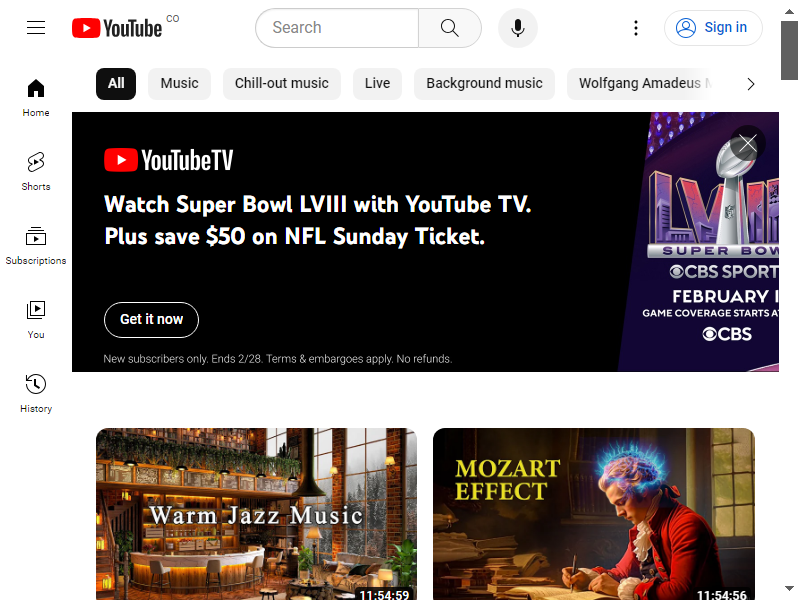 YouTube CO
Search
Sign in
All
Music
Chill-out music
Live
Background music
Wolfgang Amadeus
Home
Shorts
Subscriptions
You
History
YouTubeTV
Watch Super Bowl LVIII with YouTube TV.
Plus save $50 on NFL Sunday Ticket.
Get it now
New subscribers only. Ends 2/28. Terms & embargoes apply. No refunds.
LVIII
SUPER BOW
CBS SPORT
FEBRUARY
GAME COVERAGE STARTS
CBS
Warm Jazz Music
11:54:59
MOZART
EFFECT
11:54:56